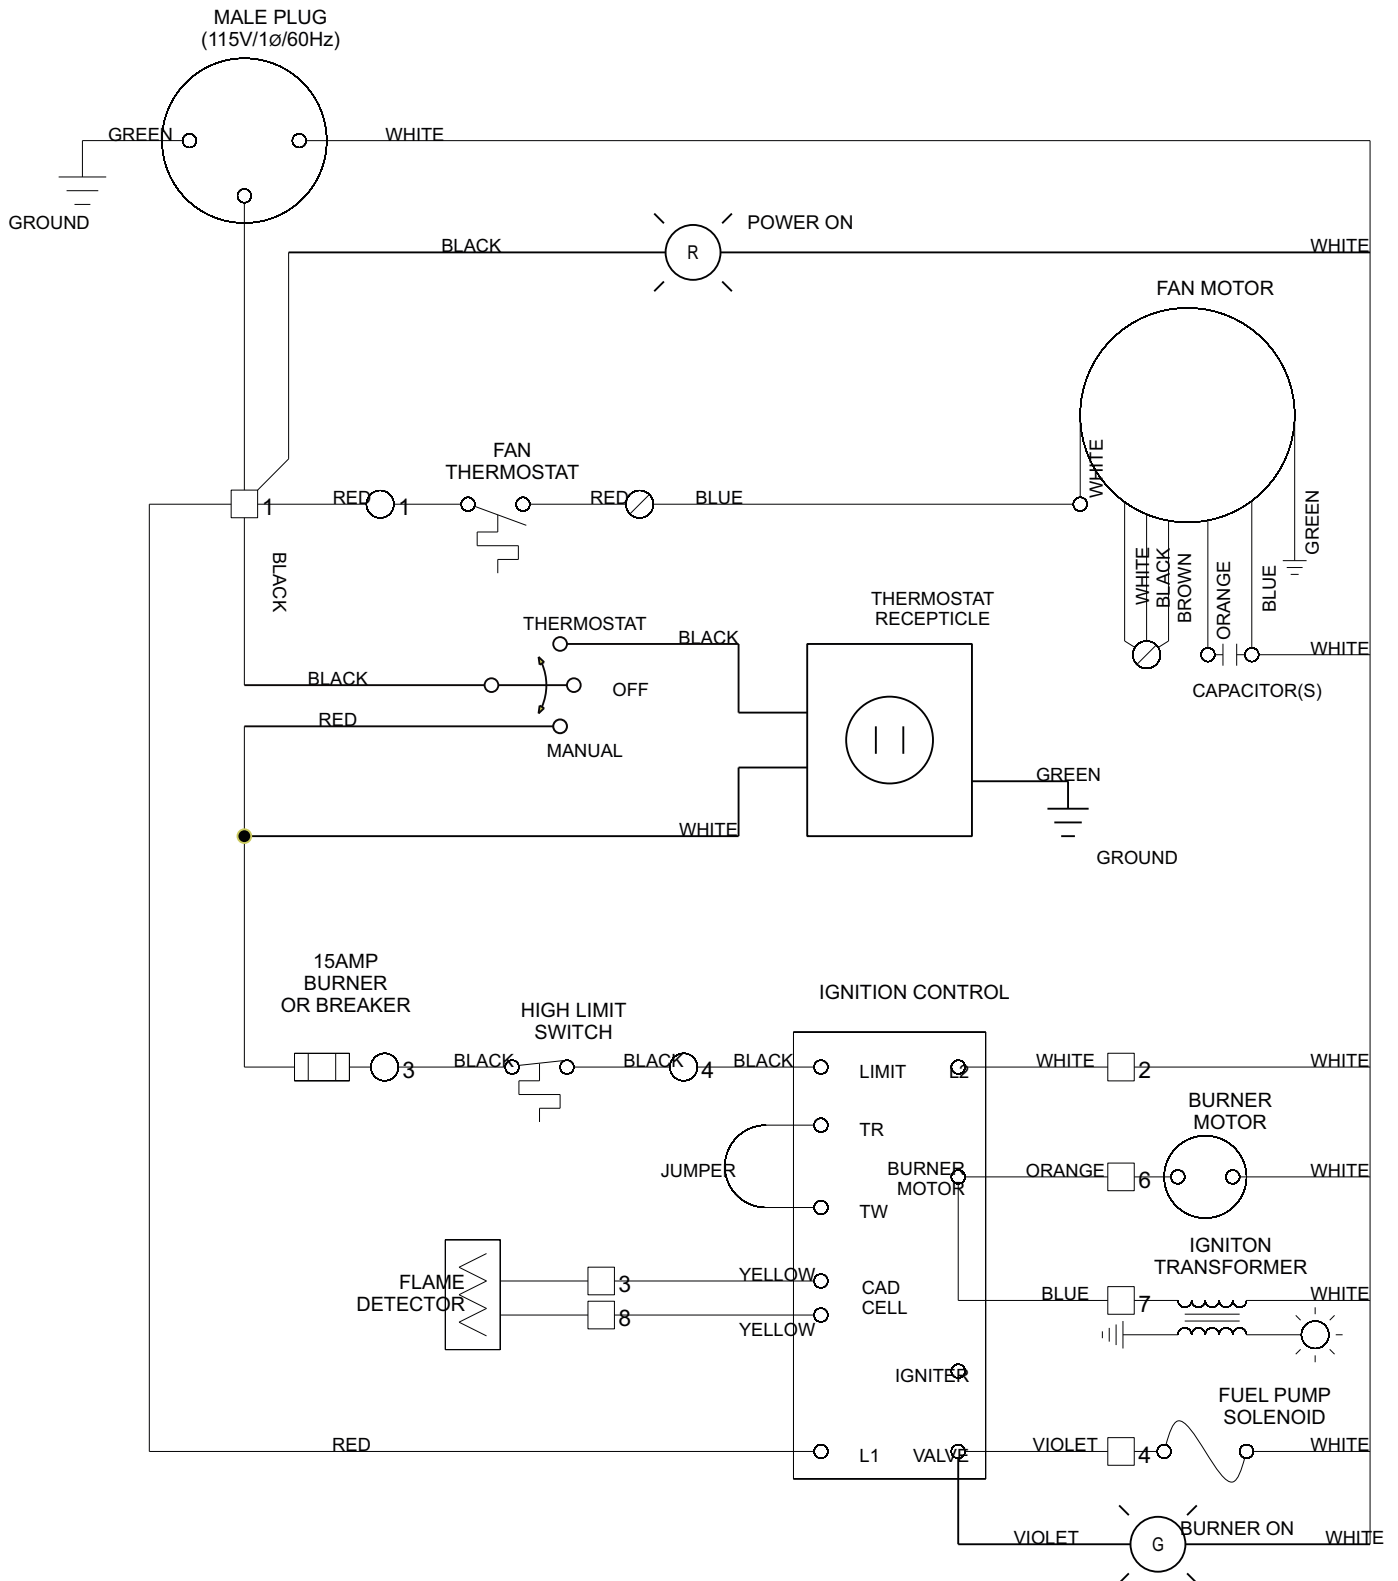 MALE PLUG
(115V/1ø/60Hz)
GREEN
WHITE
GROUND
POWER ON
BLACK
R
WHITE
FAN MOTOR
FAN
THERMOSTAT
WHITE
1
RED
1
RED
BLUE
GREEN
BLACK
WHITE
BLACK
BROWN
ORANGE
BLUE
THERMOSTAT
RECEPTICLE
THERMOSTAT
BLACK
WHITE
BLACK
OFF
CAPACITOR(S)
RED
MANUAL
GREEN
WHITE
GROUND
15AMP
BURNER
OR BREAKER
HIGH LIMIT
SWITCH
IGNITION CONTROL
3
BLACK
BLACK
4
BLACK
LIMIT
L2
WHITE
2
WHITE
BURNER
MOTOR
TR
JUMPER
BURNER
MOTOR
ORANGE
6
WHITE
TW
IGNITON
TRANSFORMER
FLAME
DETECTOR
3
YELLOW
8
YELLOW
CAD
CELL
BLUE
7
WHITE
IGNITER
FUEL PUMP
SOLENOID
RED
L1
VALVE
VIOLET
4
WHITE
VIOLET
G
BURNER ON
WHITE